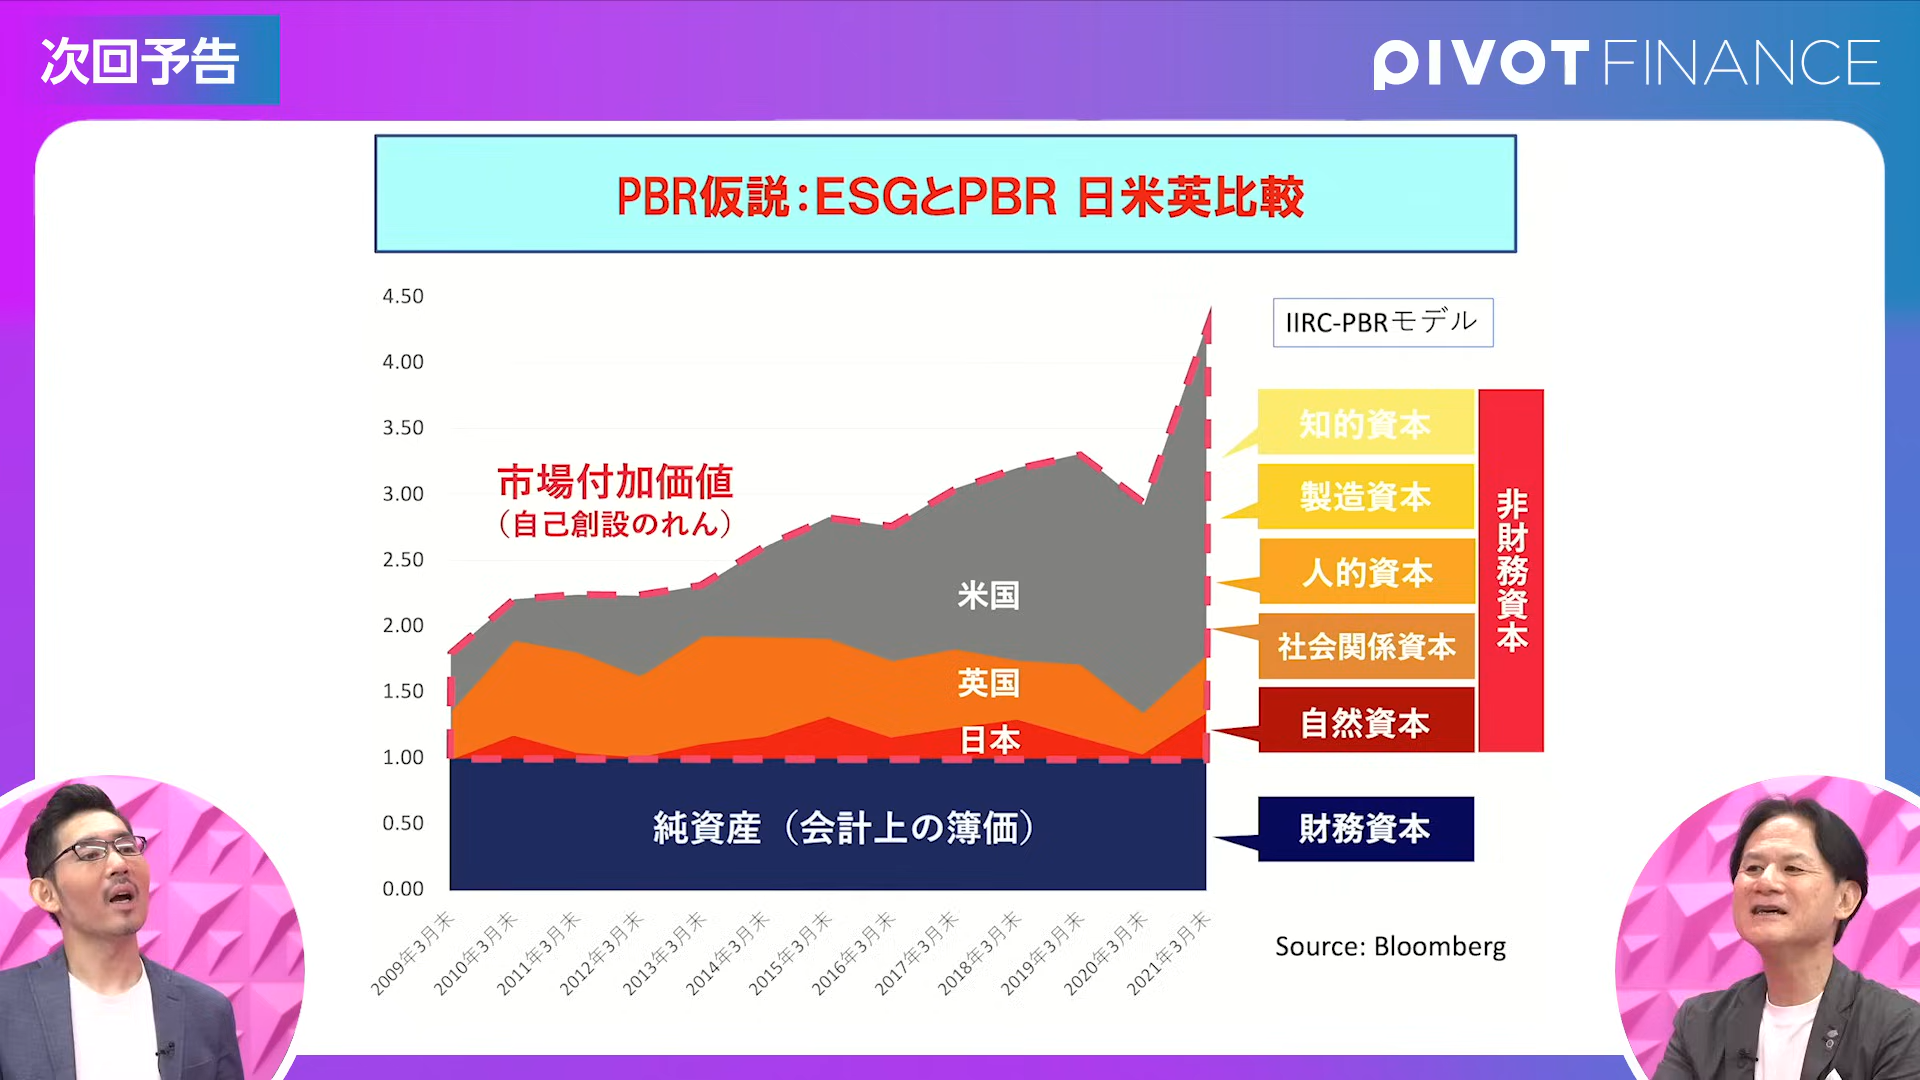 次回予告
PIVOT FINANCE
PBR仮説：ESGとPBR 日米英比較
4.50
4.00
3.50
3.00
2.50
2.00
1.50
1.00
0.50
0.00
市場付加価値
（自己創設のれん）
米国
英国
日本
純資産（会計上の簿価）
2009年3月末
2010年3月末
2011年3月末
2012年3月末
2013年3月末
2014年3月末
2015年3月末
2016年3月末
2017年3月末
2018年3月末
2019年3月末
2020年3月末
2021年3月末
IIRC-PBRモデル
知的資本
製造資本
人的資本
社会関係資本
自然資本
非財務資本
財務資本
Source: Bloomberg